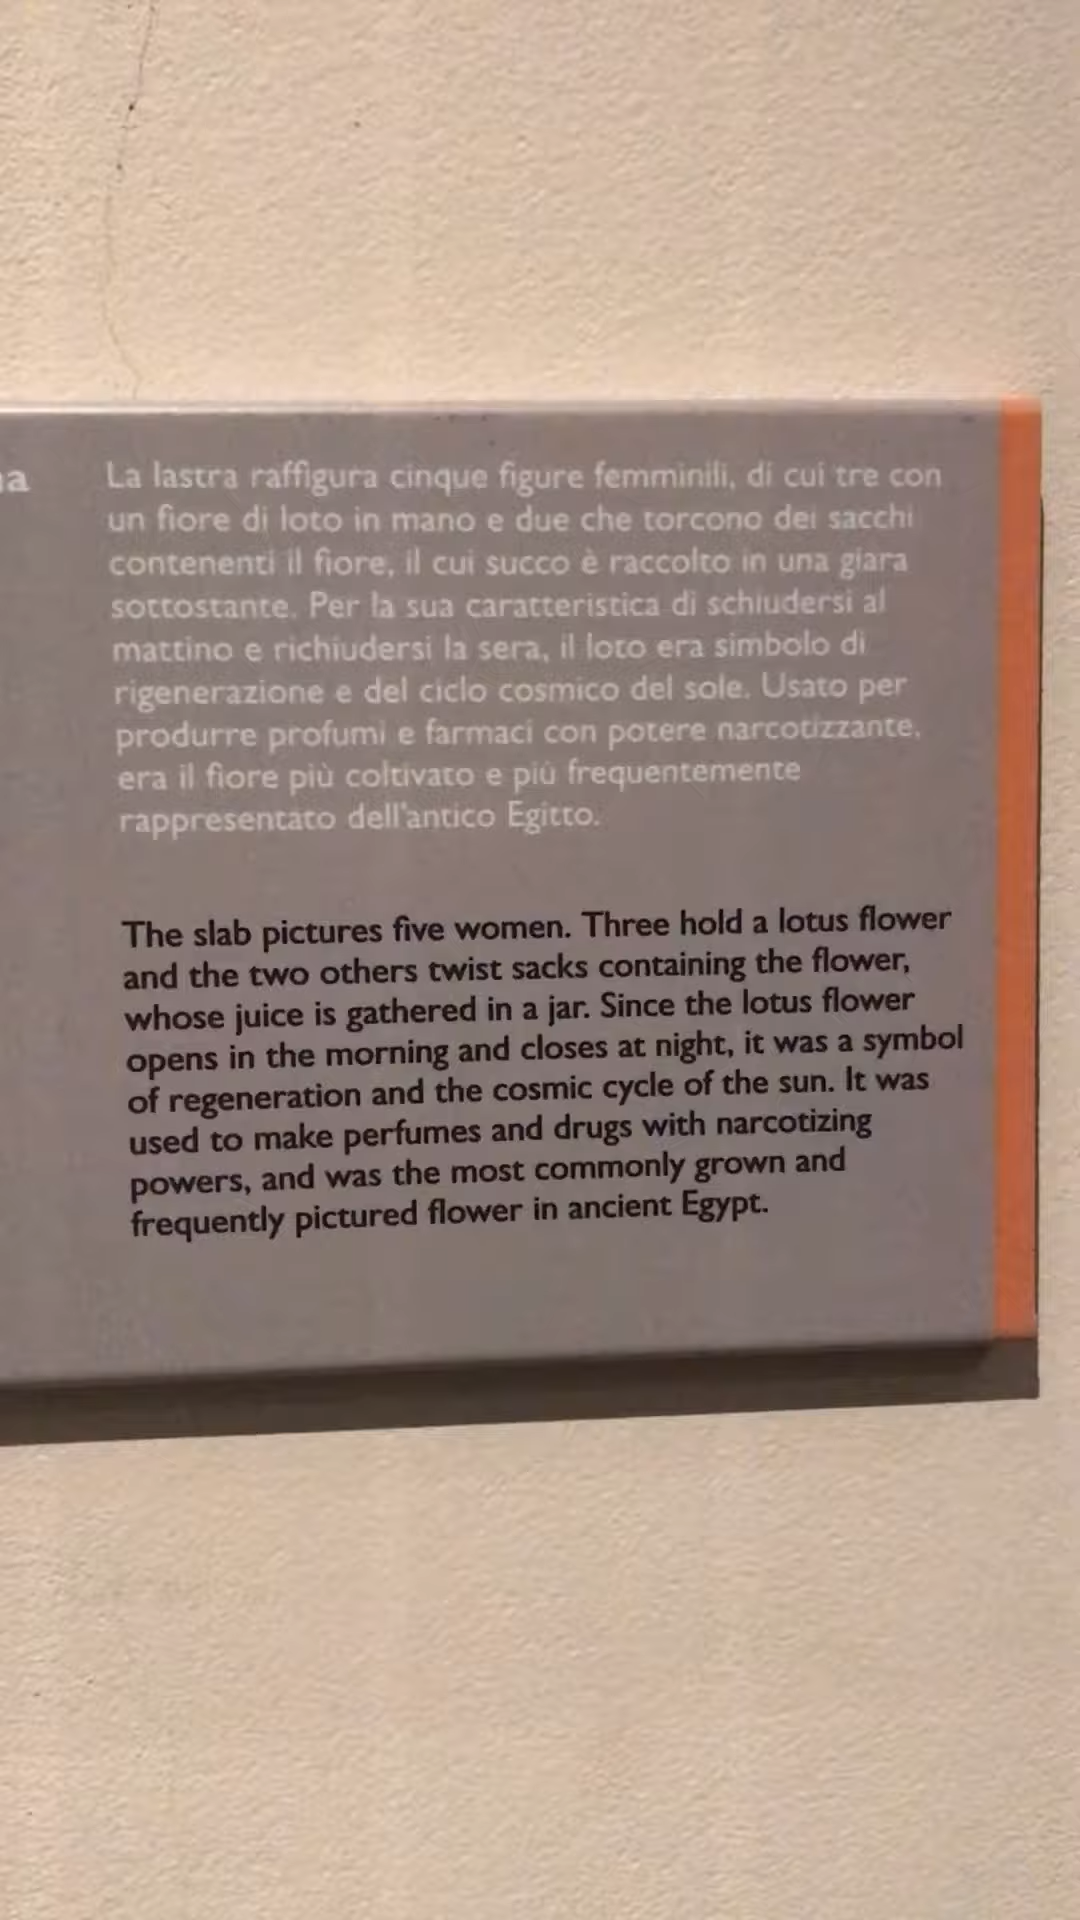 La lastra raffigura cinque figure femminili, di cui tre con
un fiore di loto in mano e due che torcono dei sacchi
contenenti il fiore, il cui succo è raccolto in una giara
sottostante. Per la sua caratteristica di schiudersi al
mattino e richiudersi la sera, il loto era simbolo di
rigenerazione e del ciclo cosmico del sole. Usato per
produrre profumi e farmaci con potere narcotizzante,
era il fiore più coltivato e più frequentemente
rappresentato dell'antico Egitto.
The slab pictures five women. Three hold a lotus flower
and the two others twist sacks containing the flower,
whose juice is gathered in a jar. Since the lotus flower
opens in the morning and closes at night, it was a symbol
of regeneration and the cosmic cycle of the sun. It was
used to make perfumes and drugs with narcotizing
powers, and was the most commonly grown and
frequently pictured flower in ancient Egypt.